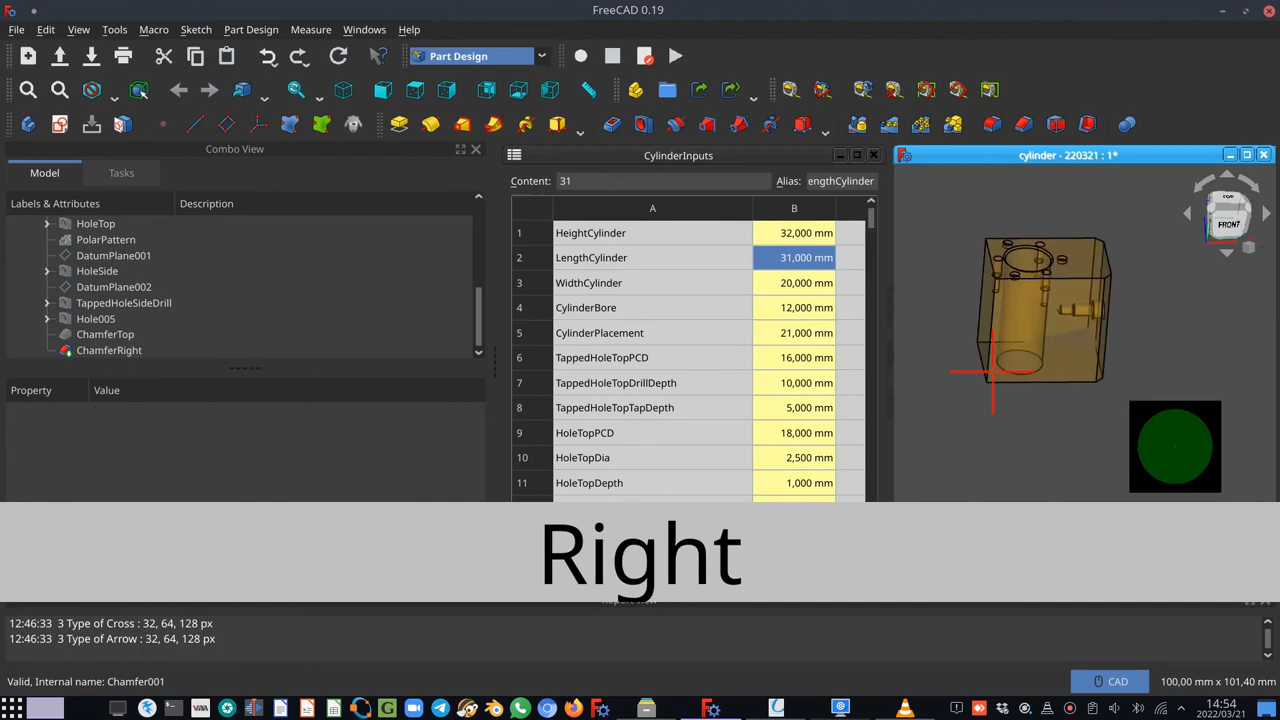 FreeCAD 0.19
File Edit View Tools Macro Sketch Part Design Measure Windows Help
Part Design
Combo View
Model Tasks
Labels & Attributes Description
HoleTop
PolarPattern
DatumPlane001
HoleSide
DatumPlane002
TappedHoleSideDrill
Hole005
ChamferTop
ChamferRight
Property Value
CylinderInputs
Content: 31 Alias: engthCylinder
A B
1 HeightCylinder 32,000 mm
2 LengthCylinder 31,000 mm
3 WidthCylinder 20,000 mm
4 CylinderBore 12,000 mm
5 CylinderPlacement 21,000 mm
6 TappedHoleTopPCD 16,000 mm
7 TappedHoleTopDrillDepth 10,000 mm
8 TappedHoleTopTapDepth 5,000 mm
9 HoleTopPCD 18,000 mm
10 HoleTopDia 2,500 mm
11 HoleTopDepth 1,000 mm
cylinder - 220321 : 1*
TOP
FRONT
Right
12:46:33 3 Type of Cross : 32, 64, 128 px
12:46:33 3 Type of Arrow : 32, 64, 128 px
Valid, Internal name: Chamfer001
CAD 100,00 mm x 101,40 mm
14:54
2022/03/21